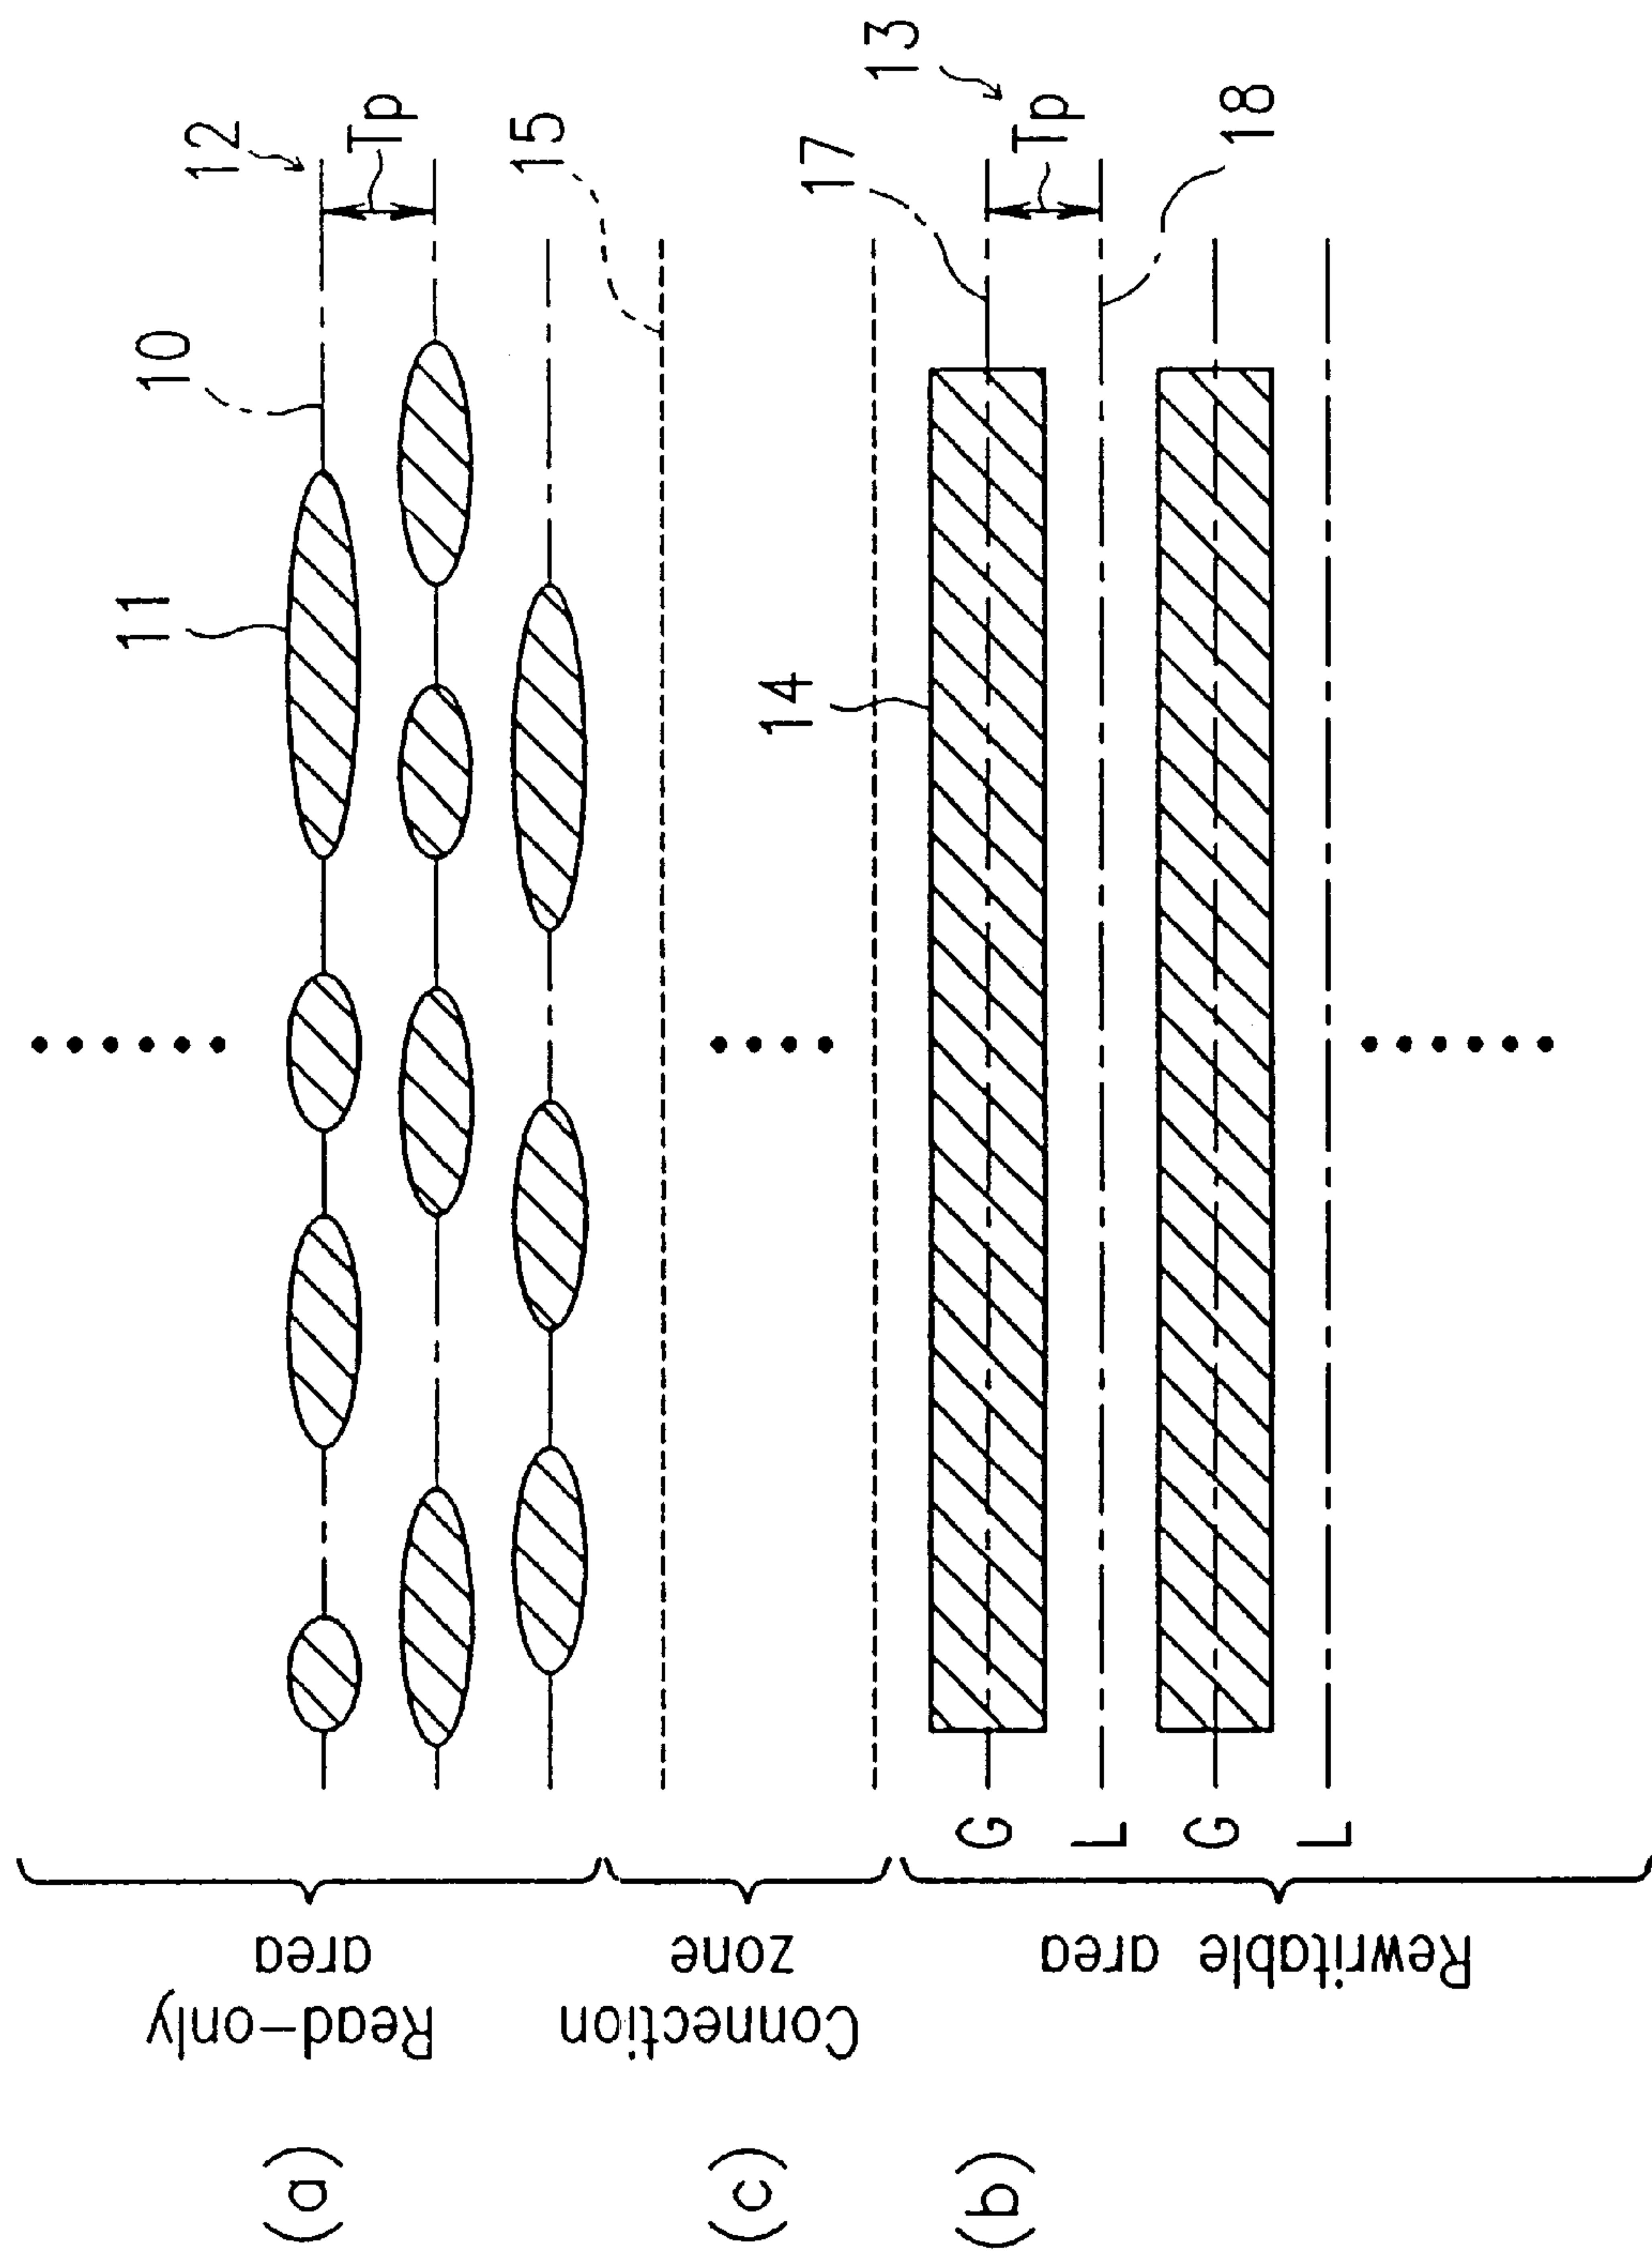 (a)
Read-only
area
(c)
Connection
zone
(b)
Rewritable area
G
L
G
L
10
11
12
Tp
15
14
17
13
Tp
18